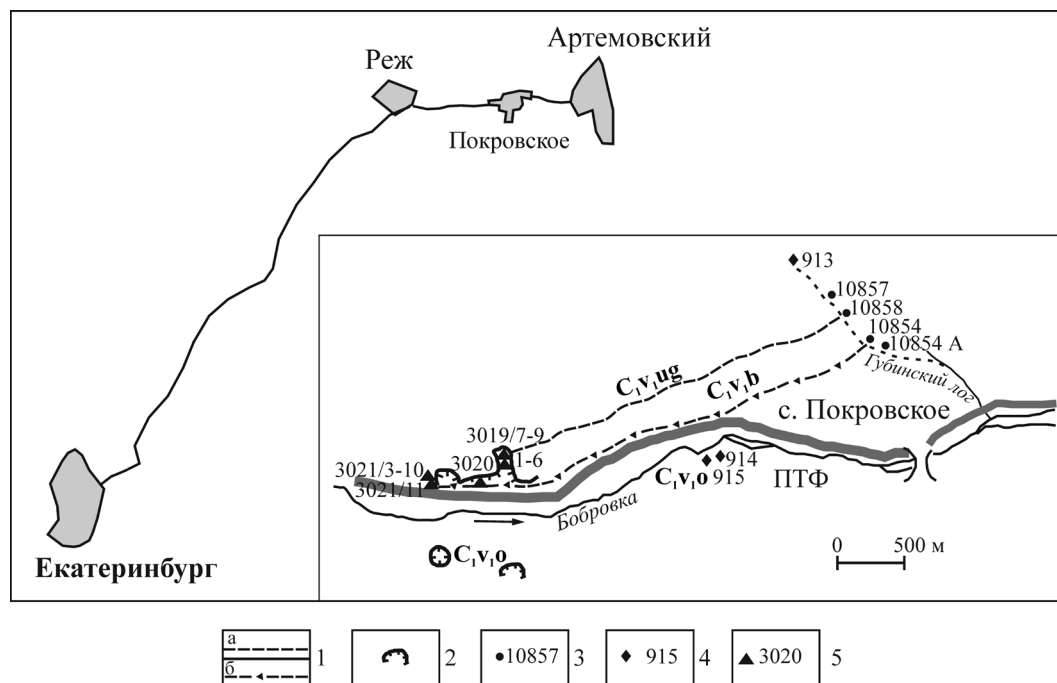 Артемовский
Реж
Покровское
Екатеринбург
913
10857
10858
10854
10854 А
Губинский лог
C₁v₁ug
C₁v₁b
с. Покровское
3019/7-9
3020
1-6
3021/3-10
3021/11
914
915
C₁v₁o
ПТФ
Бобровка
C₁v₁o
0 500 м
а
б
1
2
10857 3
915 4
3020 5